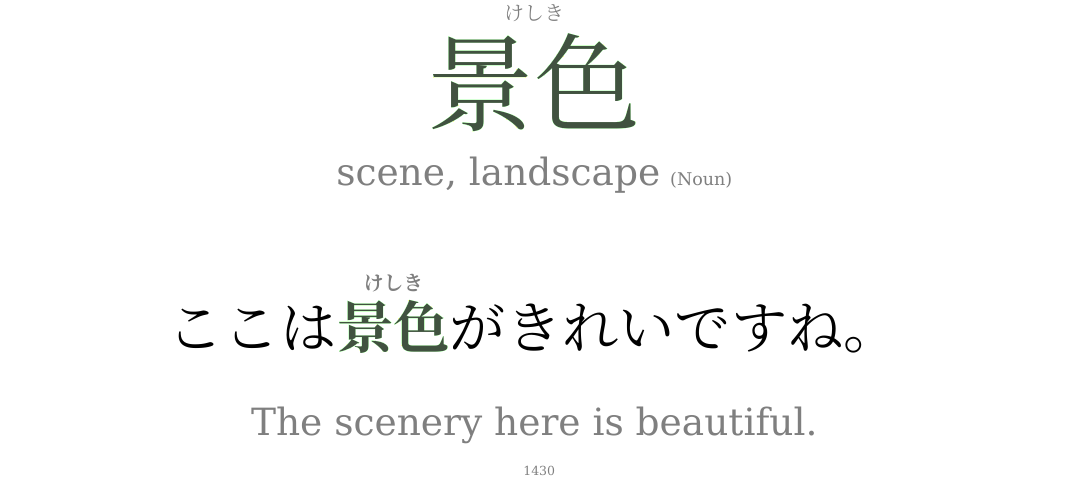 けしき
景色
scene, landscape (Noun)
けしき
ここは景色がきれいですね。
The scenery here is beautiful.
1430